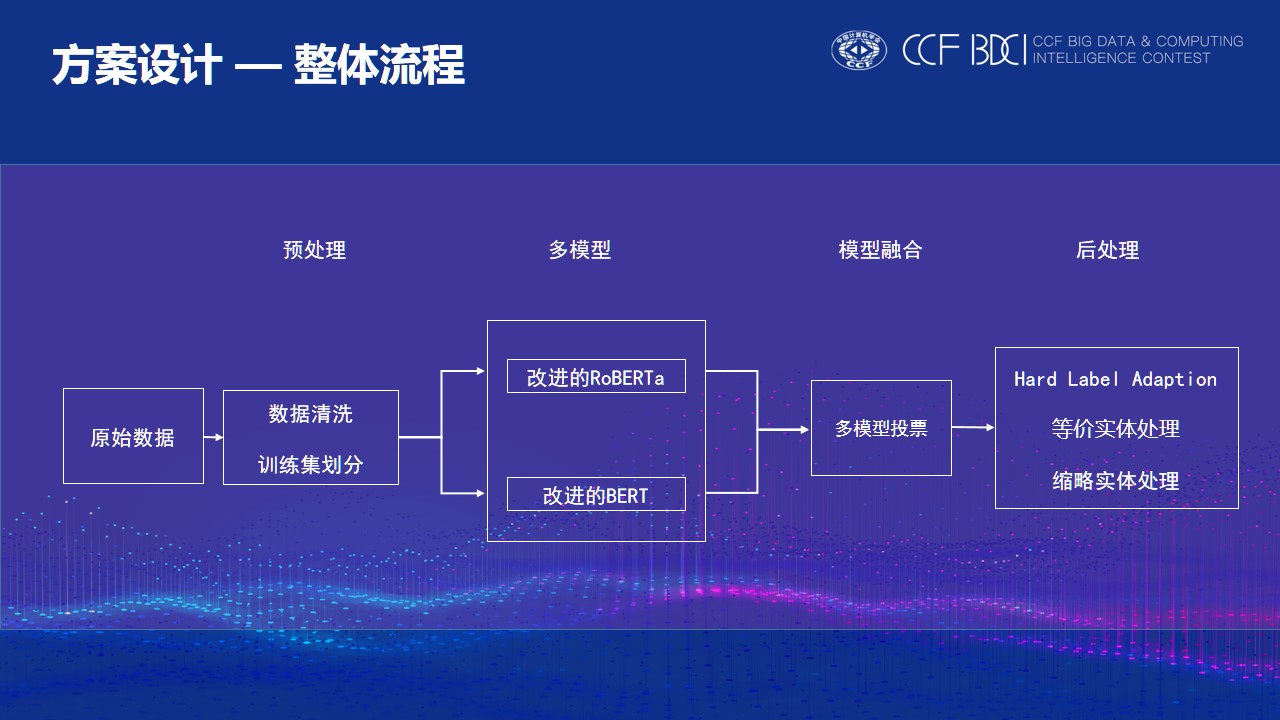 方案设计 — 整体流程
中国计算机学会
CCF
CCF BDCI
CCF BIG DATA & COMPUTING
INTELLIGENCE CONTEST
预处理
多模型
模型融合
后处理
原始数据
数据清洗
训练集划分
改进的RoBERTa
改进的BERT
多模型投票
Hard Label Adaption
等价实体处理
缩略实体处理